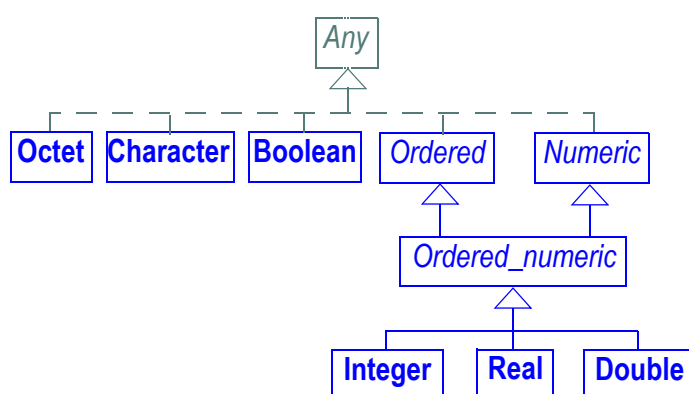 Any
Octet Character Boolean Ordered Numeric
Ordered_numeric
Integer Real Double